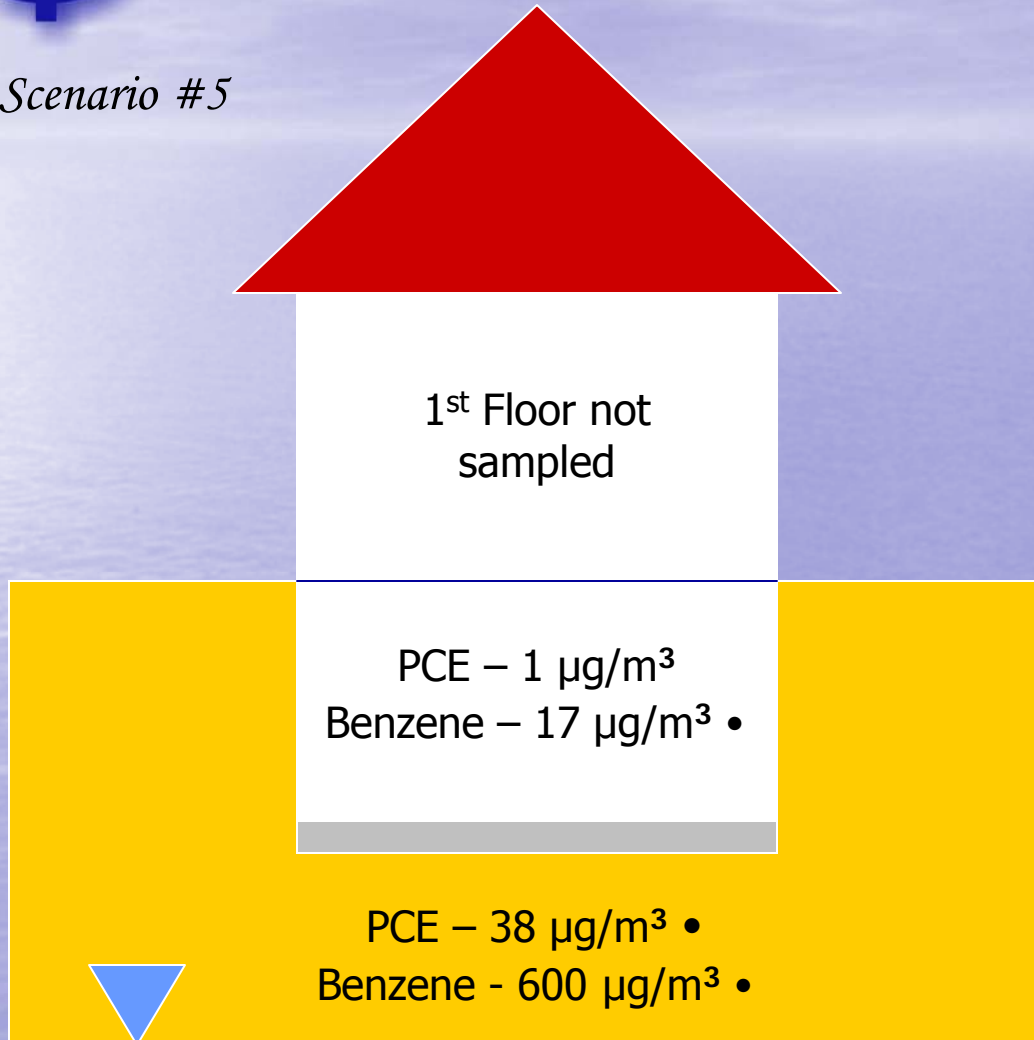 Scenario #5
1st Floor not
sampled
PCE – 1 µg/m³
Benzene – 17 µg/m³ •
PCE – 38 µg/m³ •
Benzene - 600 µg/m³ •